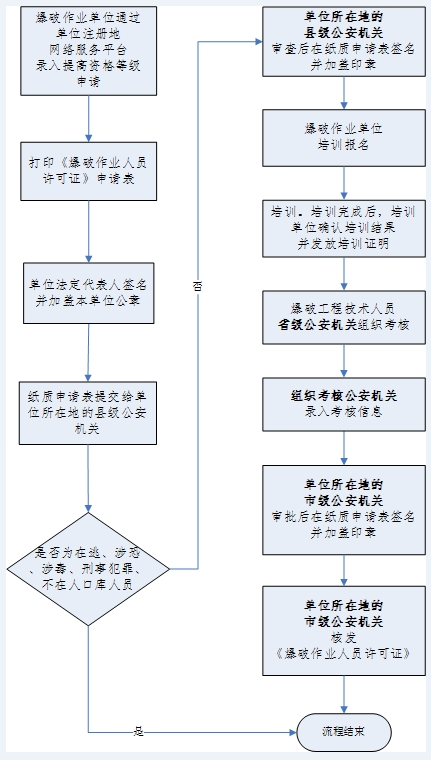 爆破作业单位通过
单位注册地
网络服务平台
录入提高资格等级
申请
打印《爆破作业人员
许可证》申请表
单位法定代表人签名
并加盖本单位公章
纸质申请表提交给单
位所在地的县级公安
机关
是否为在逃、涉恐
、涉毒、刑事犯罪、
不在人口库人员
是
否
单位所在地的
县级公安机关
审查后在纸质申请表签名
并加盖印章
爆破作业单位
培训报名
培训。培训完成后，培训
单位确认培训结果
并发放培训证明
爆破工程技术人员
省级公安机关组织考核
组织考核公安机关
录入考核信息
单位所在地的
市级公安机关
审批后在纸质申请表签名
并加盖印章
单位所在地的
市级公安机关
核发
《爆破作业人员许可证》
流程结束